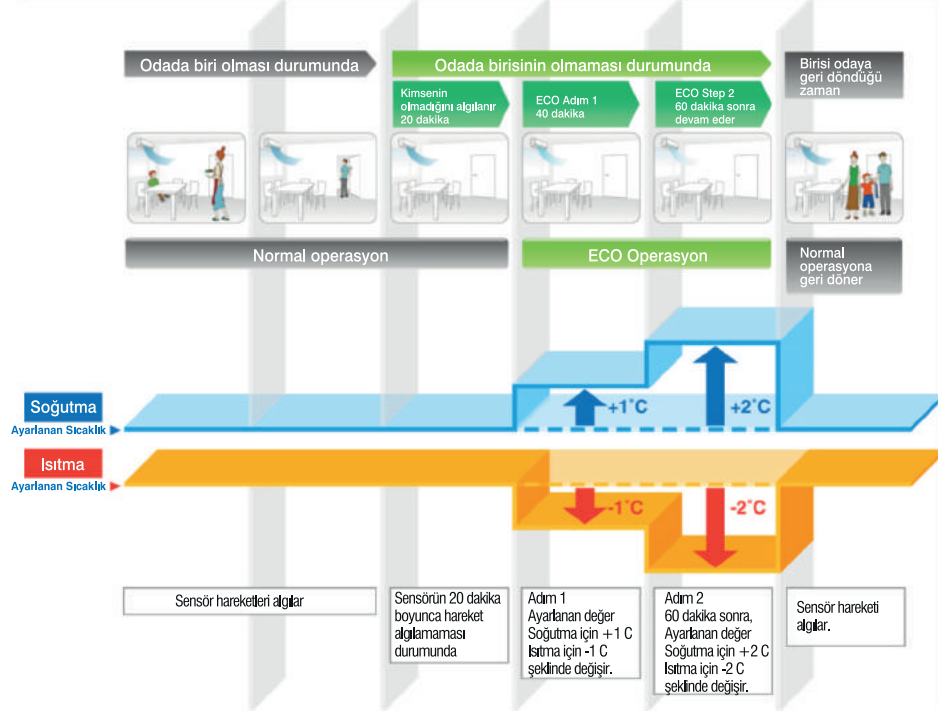 Odada biri olması durumunda
Odada birisinin olmaması durumunda
Birisi odaya
geri döndüğü
zaman
Kimsenin
olmadığını algılanır
20 dakika
ECO Adım 1
40 dakika
ECO Step 2
60 dakika sonra
devam eder
Normal operasyon
ECO Operasyon
Normal
operasyona
geri döner
Soğutma
Ayarlanan Sıcaklık
+1°C
+2°C
Isıtma
Ayarlanan Sıcaklık
-1°C
-2°C
Sensör hareketleri algılar
Sensörün 20 dakika
boyunca hareket
algılamaması
durumunda
Adım 1
Ayarlanan değer
Soğutma için +1 C
Isıtma için -1 C
şeklinde değişir.
Adım 2
60 dakika sonra,
Ayarlanan değer
Soğutma için +2 C
Isıtma için -2 C
şeklinde değişir.
Sensör hareketi
algılar.